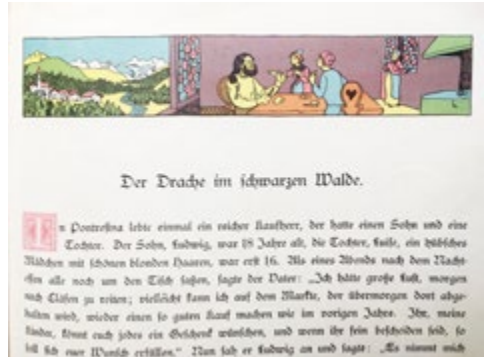 Der Drache im schwarzen Walde.
In Pontresina lebte einmal ein reicher Kaufherr, der hatte einen Sohn und eine
Tochter. Der Sohn, Ludwig, war 18 Jahre alt, die Tochter, Luise, ein hübsches
Mädchen mit schönen blonden Haaren, war erst 16. Als eines Abends nach dem Nacht-
essen alle noch um den Tisch saßen, sagte der Vater: „Ich hätte große Lust, morgen
nach Cläfen zu reiten; vielleicht kann ich auf dem Markte, der übermorgen dort abge-
halten wird, wieder einen so guten Kauf machen wie im vorigen Jahre. Ihr, meine
Kinder, könnt euch jedes ein Geschenk wünschen, und wenn ihr fein bescheiden seid, so
will ich euer Wunsch erfüllen.“ Nun sah er Ludwig an und sagte: „Es nimmt mich